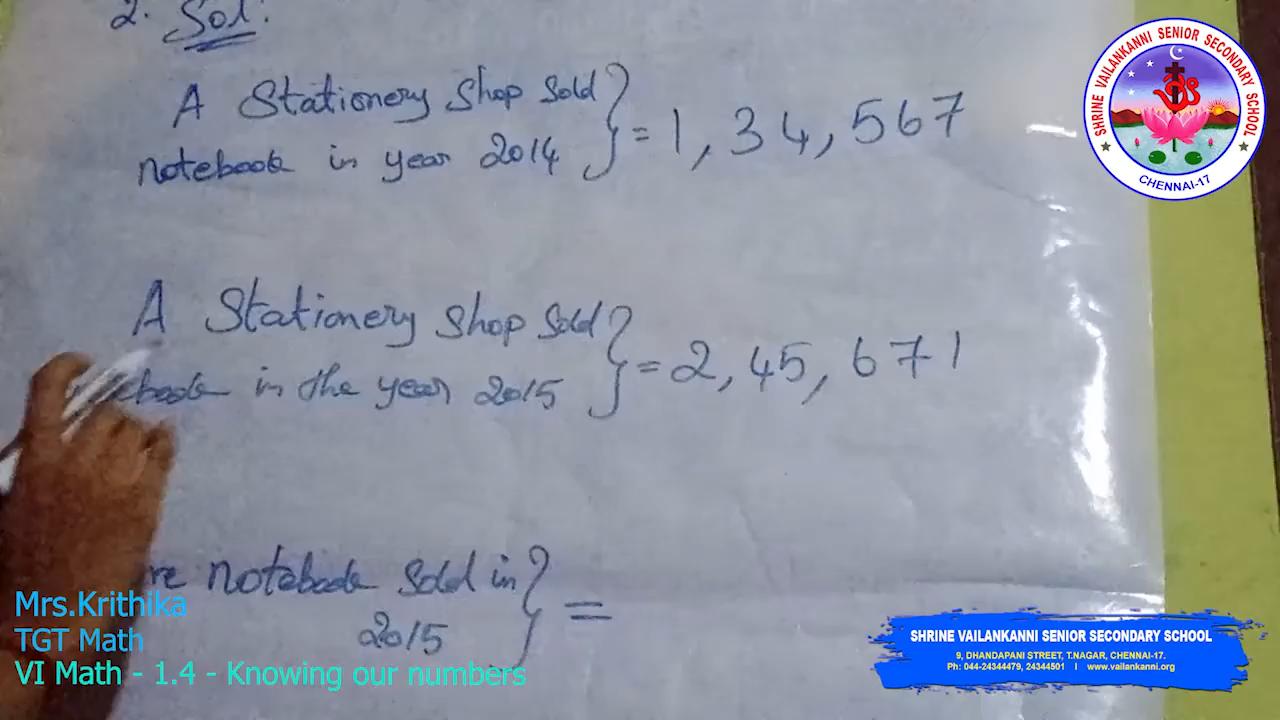 2. Sol:
A Stationery Shop Sold
notebook in year 2014 } = 1, 34, 567
A Stationery Shop Sold
in the year 2015 } = 2, 45, 671
re notebook Sold in
2015 } =
SHRINE VAILANKANNI SENIOR SECONDARY SCHOOL
CHENNAI-17
Mrs.Krithika
TGT Math
VI Math - 1.4 - Knowing our numbers
SHRINE VAILANKANNI SENIOR SECONDARY SCHOOL
9, DHANDAPANI STREET, T.NAGAR, CHENNAI-17.
Ph: 044-24344479, 24344501 I www.vailankanni.org